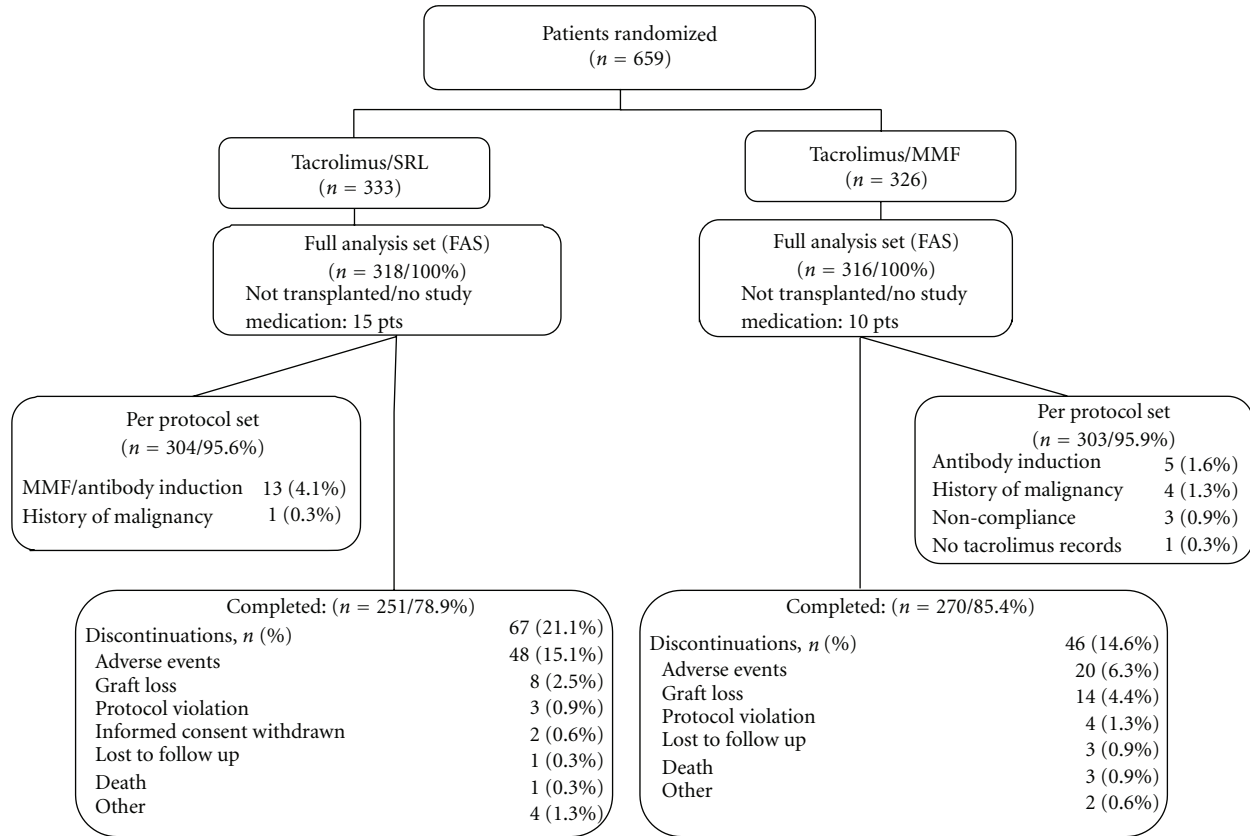 Patients randomized
(n = 659)
Tacrolimus/SRL
(n = 333)
Tacrolimus/MMF
(n = 326)
Full analysis set (FAS)
(n = 318/100%)
Not transplanted/no study
medication: 15 pts
Full analysis set (FAS)
(n = 316/100%)
Not transplanted/no study
medication: 10 pts
Per protocol set
(n = 304/95.6%)
MMF/antibody induction 13 (4.1%)
History of malignancy 1 (0.3%)
Per protocol set
(n = 303/95.9%)
Antibody induction 5 (1.6%)
History of malignancy 4 (1.3%)
Non-compliance 3 (0.9%)
No tacrolimus records 1 (0.3%)
Completed: (n = 251/78.9%)
Discontinuations, n (%) 67 (21.1%)
Adverse events 48 (15.1%)
Graft loss 8 (2.5%)
Protocol violation 3 (0.9%)
Informed consent withdrawn 2 (0.6%)
Lost to follow up 1 (0.3%)
Death 1 (0.3%)
Other 4 (1.3%)
Completed: (n = 270/85.4%)
Discontinuations, n (%) 46 (14.6%)
Adverse events 20 (6.3%)
Graft loss 14 (4.4%)
Protocol violation 4 (1.3%)
Lost to follow up 3 (0.9%)
Death 3 (0.9%)
Other 2 (0.6%)